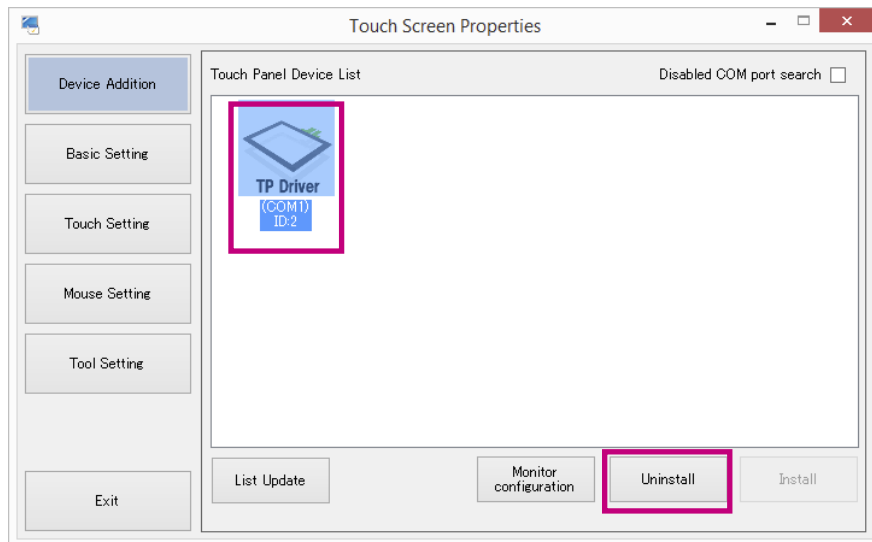 Touch Screen Properties
Device Addition
Basic Setting
Touch Setting
Mouse Setting
Tool Setting
Exit
Touch Panel Device List
Disabled COM port search
TP Driver
(COM1)
ID:2
List Update
Monitor
configuration
Uninstall
Install